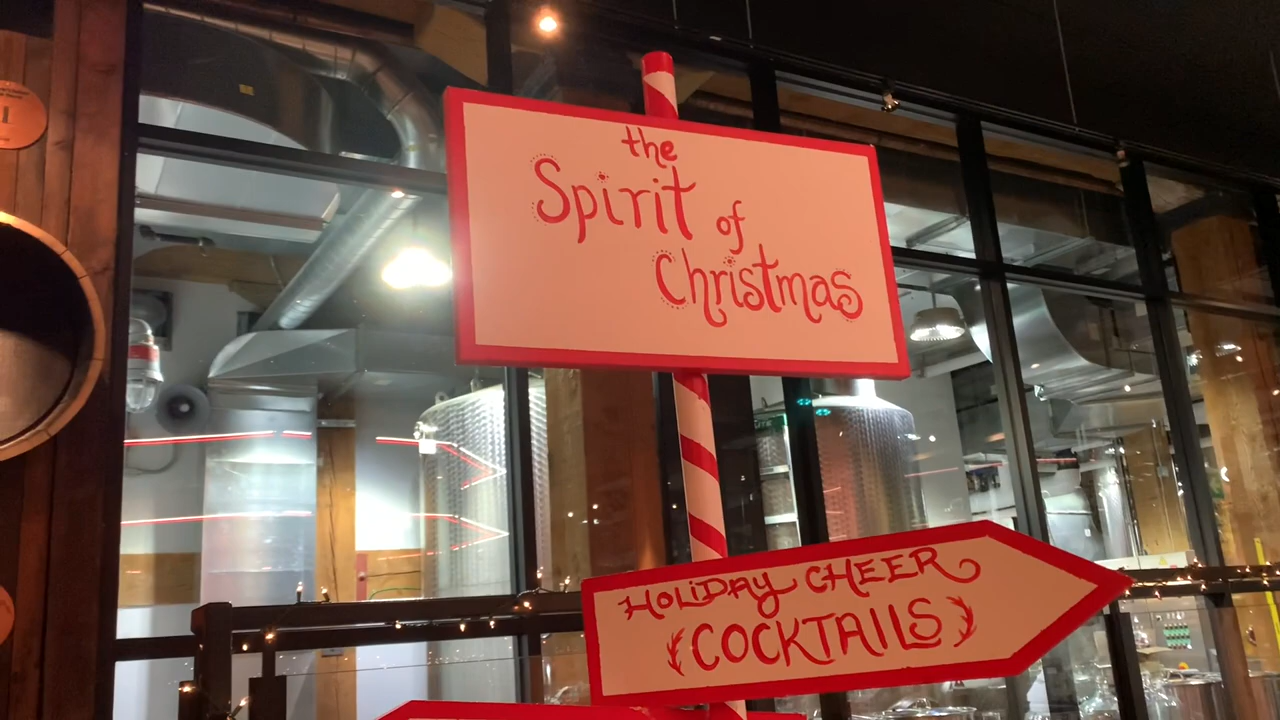 the
Spirit of
Christmas
HOLiDAY CHEER
COCKTAILS